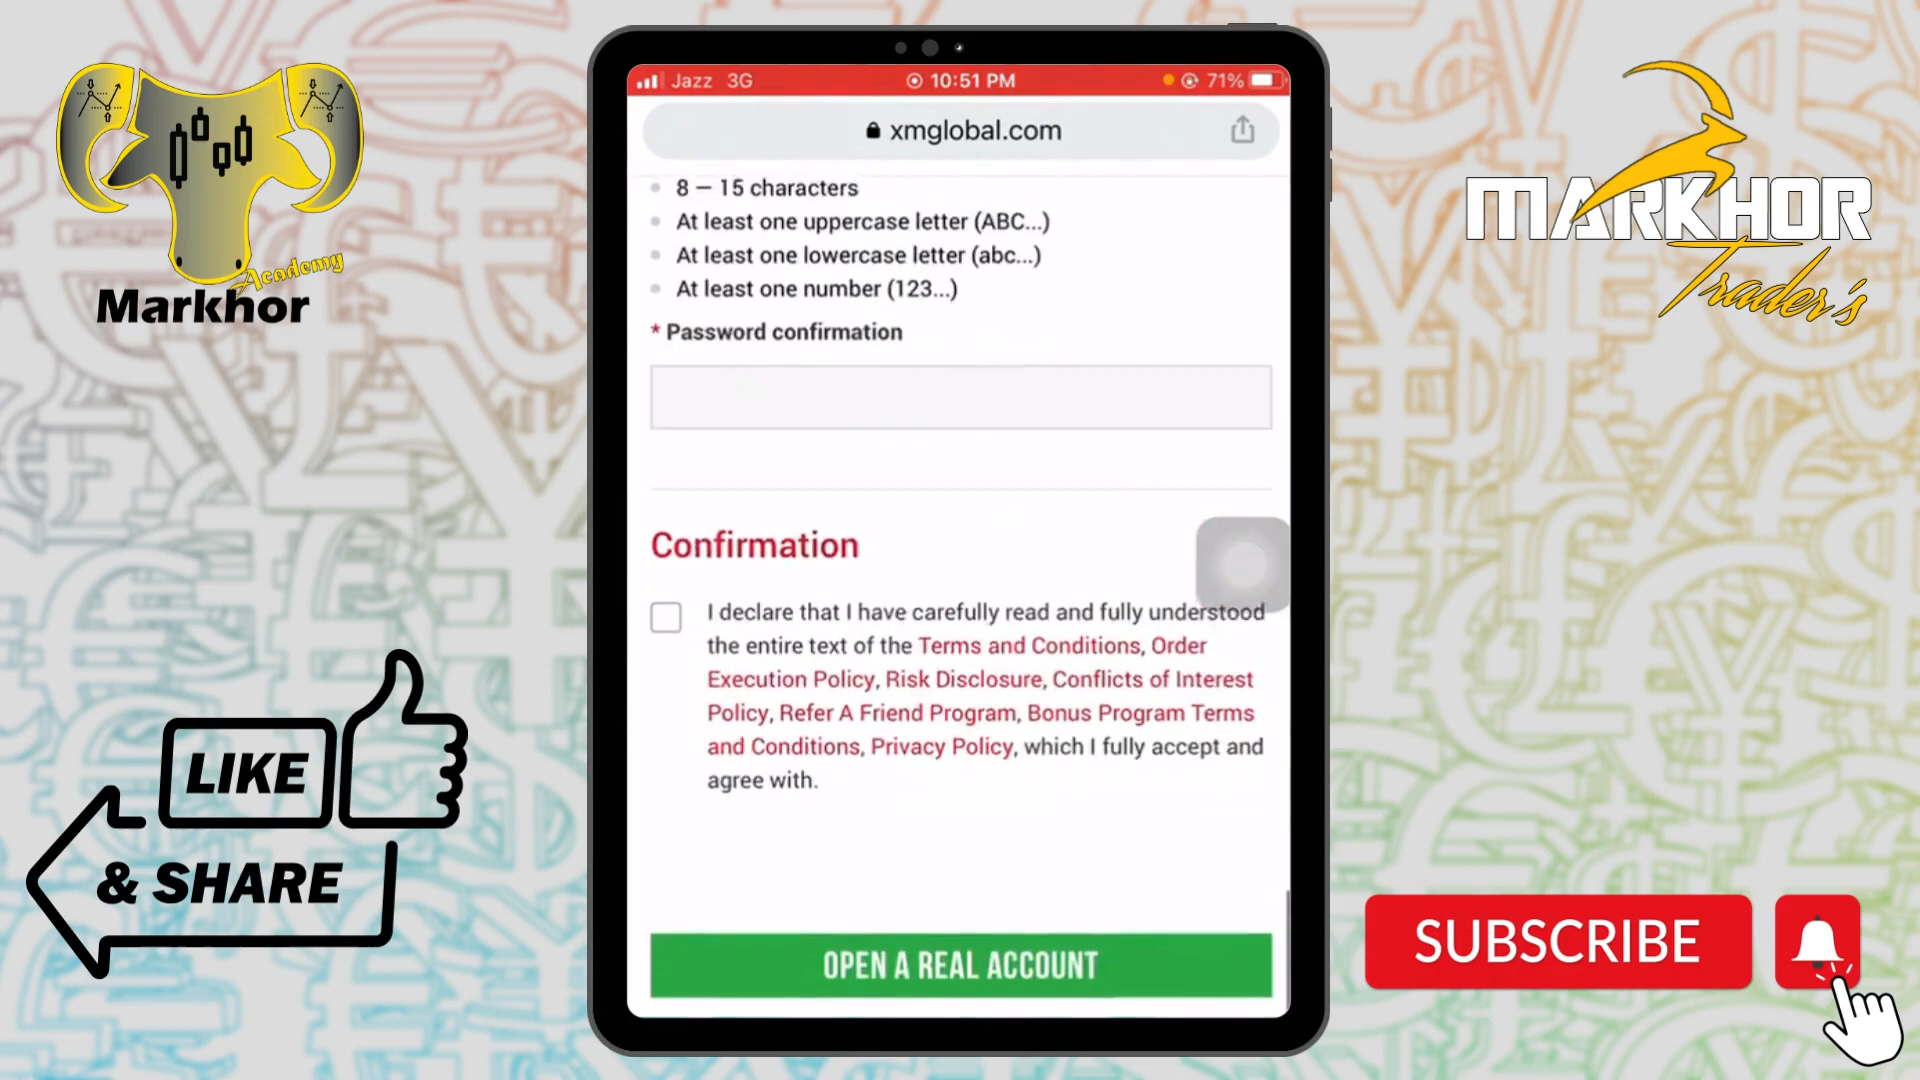 Academy
Markhor
LIKE
& SHARE
Jazz 3G 10:51 PM 71%
xmglobal.com
8 – 15 characters
At least one uppercase letter (ABC...)
At least one lowercase letter (abc...)
At least one number (123...)
* Password confirmation
Confirmation
I declare that I have carefully read and fully understood
the entire text of the Terms and Conditions, Order
Execution Policy, Risk Disclosure, Conflicts of Interest
Policy, Refer A Friend Program, Bonus Program Terms
and Conditions, Privacy Policy, which I fully accept and
agree with.
OPEN A REAL ACCOUNT
MARKHOR
Trader's
SUBSCRIBE